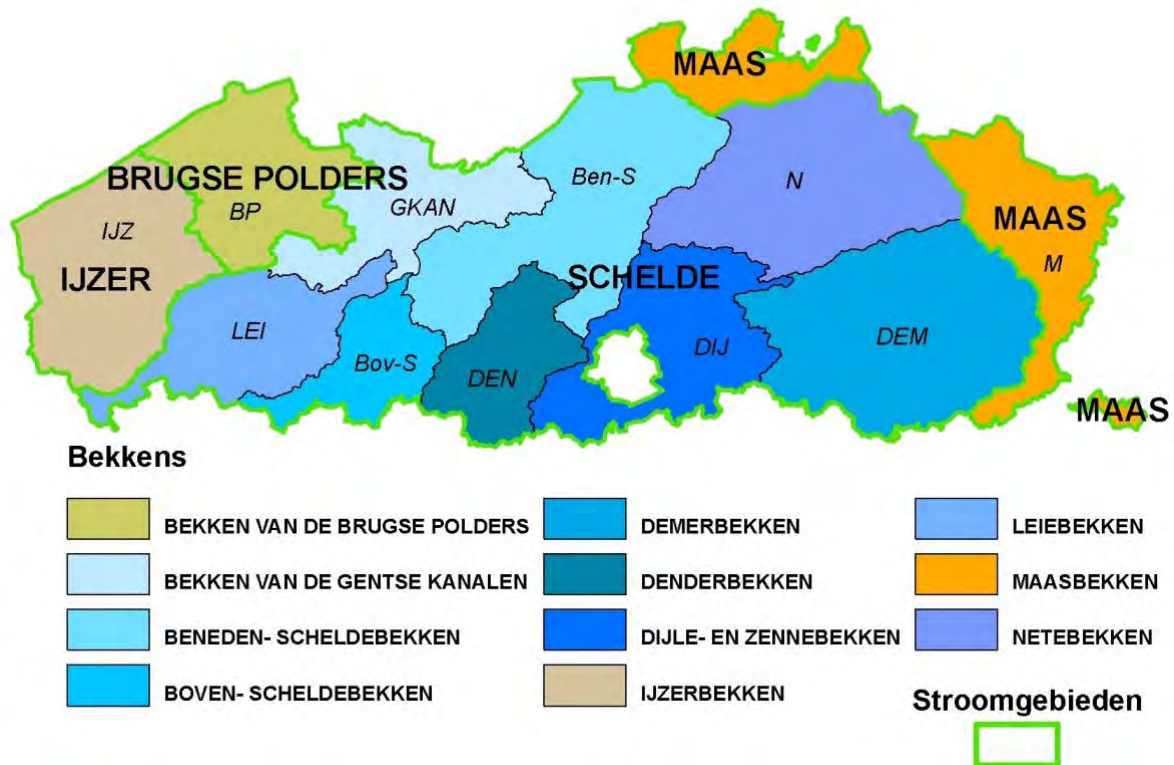 MAAS
BRUGSE POLDERS
Ben-S
N
BP
GKAN
IJZ
MAAS
IJZER
SCHELDE
M
LEI
Bov-S
DEN
DIJ
DEM
MAAS
Bekkens
BEKKEN VAN DE BRUGSE POLDERS
BEKKEN VAN DE GENTSE KANALEN
BENEDEN- SCHELDEBEKKEN
BOVEN- SCHELDEBEKKEN
DEMERBEKKEN
DENDERBEKKEN
DIJLE- EN ZENNEBEKKEN
IJZERBEKKEN
LEIEBEKKEN
MAASBEKKEN
NETEBEKKEN
Stroomgebieden